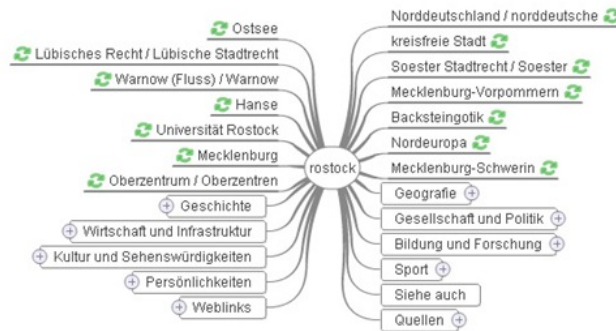 Ostsee
Lübisches Recht / Lübische Stadtrecht
Warnow (Fluss) / Warnow
Hanse
Universität Rostock
Mecklenburg
Oberzentrum / Oberzentren
Geschichte
Wirtschaft und Infrastruktur
Kultur und Sehenswürdigkeiten
Persönlichkeiten
Weblinks
rostock
Norddeutschland / norddeutsche
kreisfreie Stadt
Soester Stadtrecht / Soester
Mecklenburg-Vorpommern
Backsteingotik
Nordeuropa
Mecklenburg-Schwerin
Geografie
Gesellschaft und Politik
Bildung und Forschung
Sport
Siehe auch
Quellen